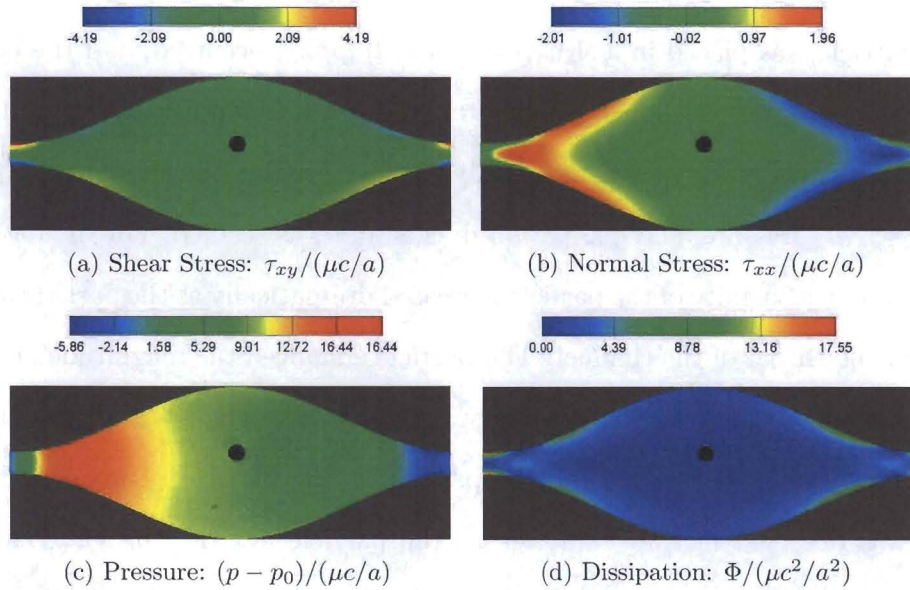 -4.19 -2.09 0.00 2.09 4.19
-2.01 -1.01 -0.02 0.97 1.96
(a) Shear Stress: τxy/(μc/a)
(b) Normal Stress: τxx/(μc/a)
-5.86 -2.14 1.58 5.29 9.01 12.72 16.44 16.44
0.00 4.39 8.78 13.16 17.55
(c) Pressure: (p − p0)/(μc/a)
(d) Dissipation: Φ/(μc²/a²)